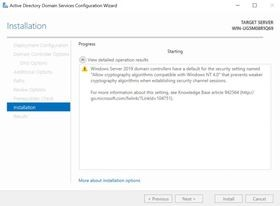 Active Directory Domain Services Configuration Wizard
Installation
TARGET SERVER
Deployment Configuration
Domain Controller Options
DNS Options
Additional Options
Paths
Review Options
Prerequisites Check
Installation
Results
Progress
Starting
View detailed operation results
Windows Server 2019 domain controllers have a default for the security setting named
"Allow cryptography algorithms compatible with Windows NT 4.0" that prevents weaker
cryptography algorithms when establishing security channel sessions.
For more information about this setting, see Knowledge Base article 942564 (http://
go.microsoft.com/fwlink/?LinkId=104751).
More about installation options
< Previous
Next >
Install
Cancel